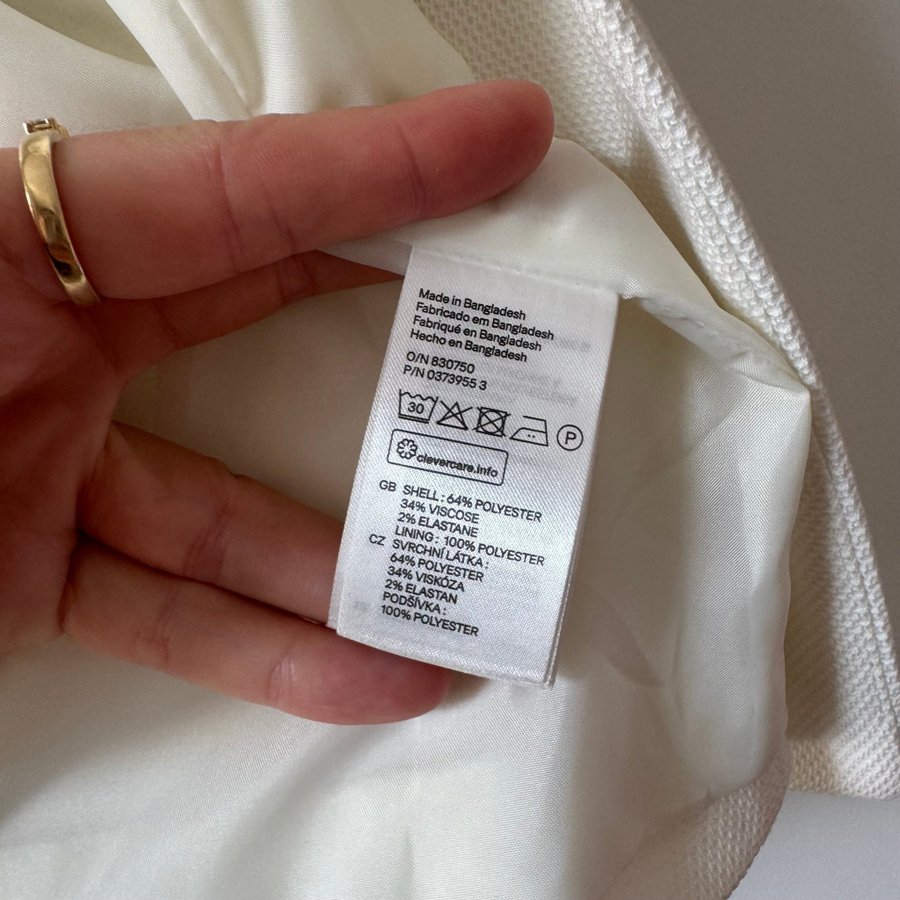 Made in Bangladesh
Fabricado em Bangladesh
Fabriqué en Bangladesh
Hecho en Bangladesh
O/N 830750
P/N 0373955 3
30
P
clevercare.info
GB SHELL : 64% POLYESTER
34% VISCOSE
2% ELASTANE
LINING : 100% POLYESTER
CZ SVRCHNÍ LÁTKA :
64% POLYESTER
34% VISKÓZA
2% ELASTAN
PODŠÍVKA :
100% POLYESTER